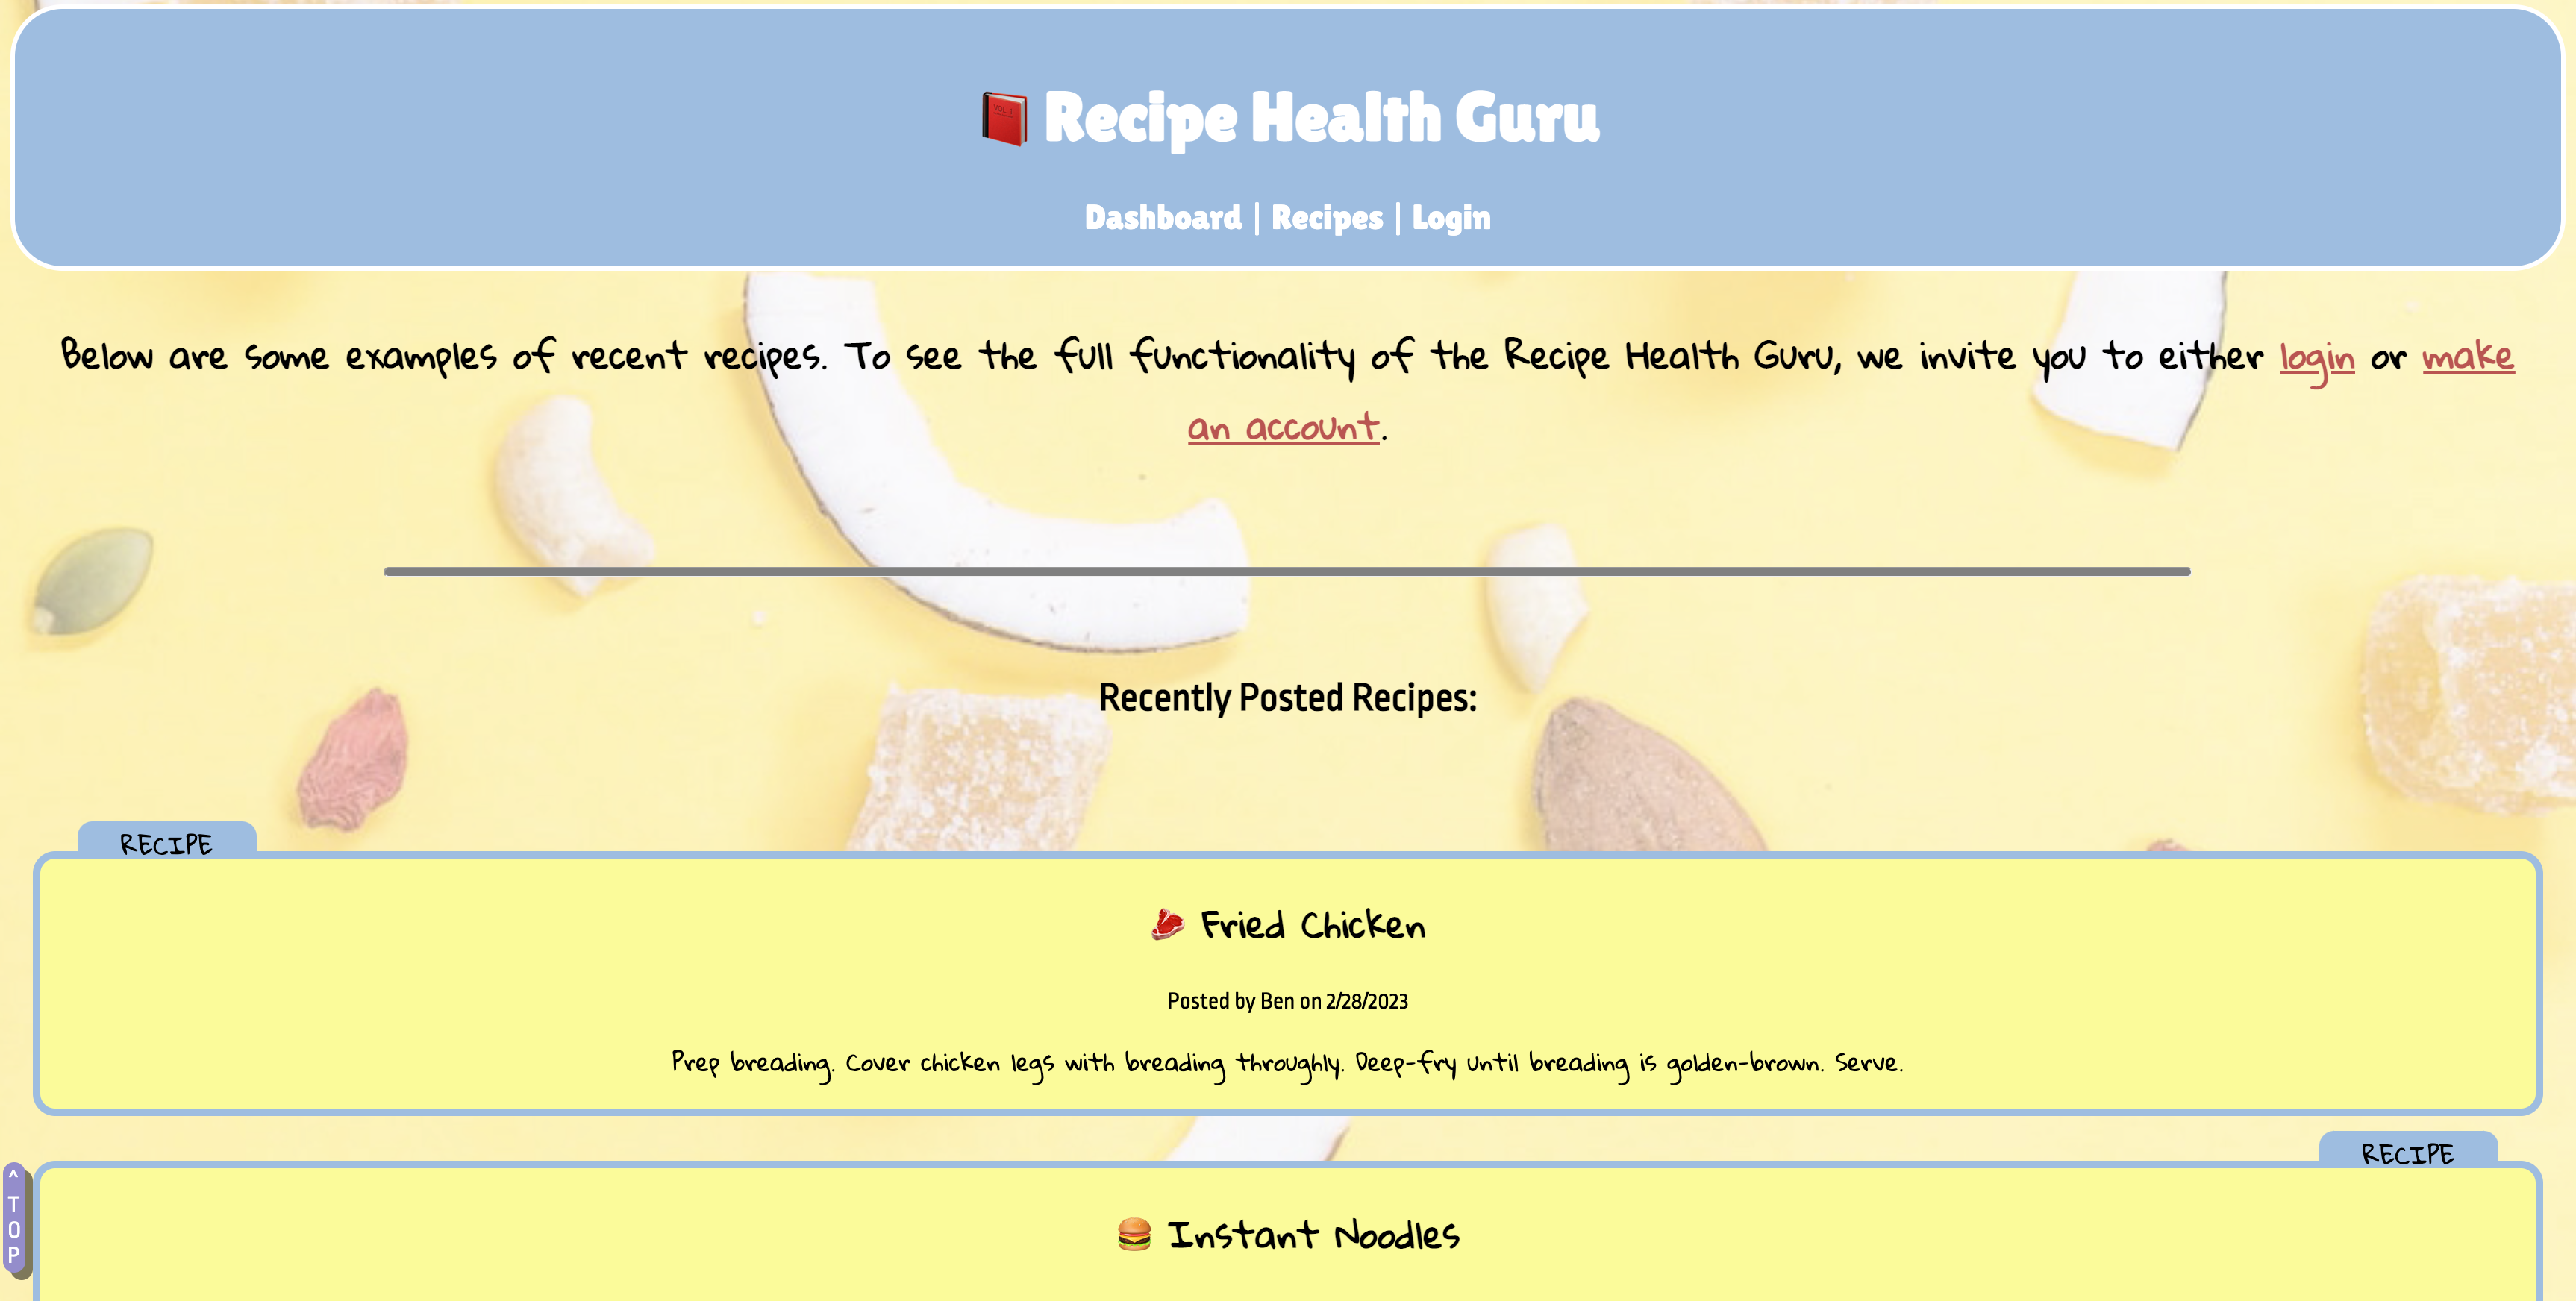 Recipe Health Guru
Dashboard | Recipes | Login
Below are some examples of recent recipes. To see the full functionality of the Recipe Health Guru, we invite you to either login or make
an account.
Recently Posted Recipes:
RECIPE
Fried Chicken
Posted by Ben on 2/28/2023
Prep breading. Cover chicken legs with breading throughly. Deep-fry until breading is golden-brown. Serve.
RECIPE
Instant Noodles
^
T
O
P